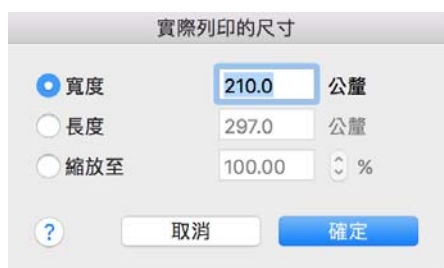 實際列印的尺寸
寬度 210.0 公釐
長度 297.0 公釐
縮放至 100.00 %
? 取消 確定